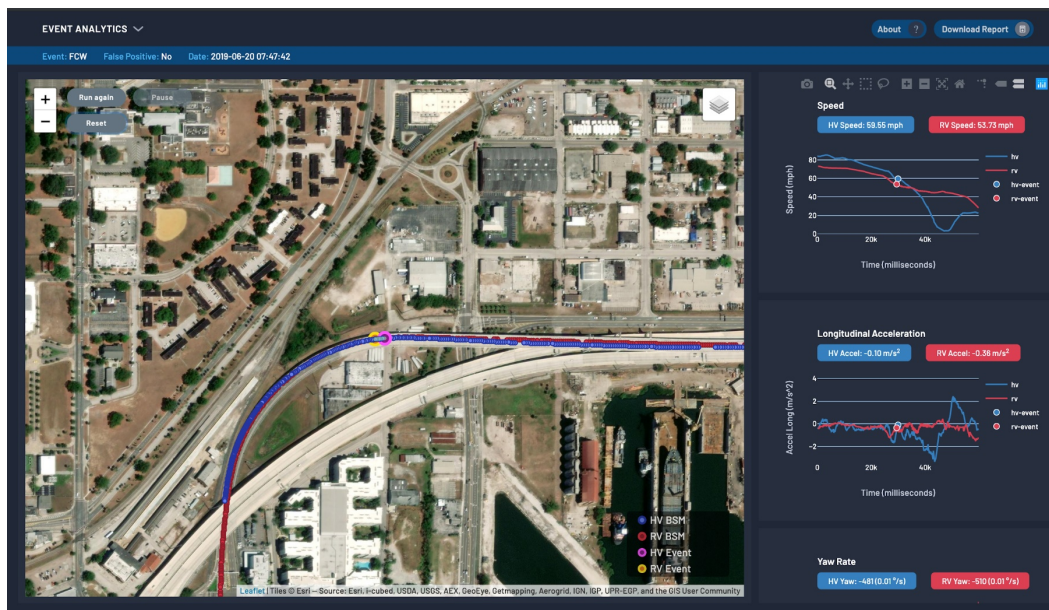 EVENT ANALYTICS
About ?
Download Report
Event: FCW False Positive: No Date: 2019-06-20 07:47:42
+
−
Run again
Pause
Reset
HV BSM
RV BSM
HV Event
RV Event
Leaflet | Tiles © Esri — Source: Esri, i-cubed, USDA, USGS, AEX, GeoEye, Getmapping, Aerogrid, IGN, IGP, UPR-EGP, and the GIS User Community
Speed
HV Speed: 59.55 mph
RV Speed: 53.73 mph
Speed (mph)
80
60
40
20
0
0 20k 40k
Time (milliseconds)
hv
rv
hv-event
rv-event
Longitudinal Acceleration
HV Accel: -0.10 m/s²
RV Accel: -0.36 m/s²
Accel Long (m/s^2)
4
2
0
−2
0 20k 40k
Time (milliseconds)
hv
rv
hv-event
rv-event
Yaw Rate
HV Yaw: -481 (0.01 °/s)
RV Yaw: -510 (0.01 °/s)